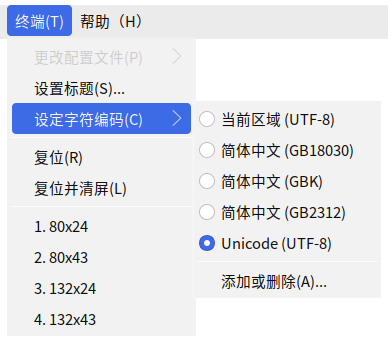 终端(T) 帮助（H）
更改配置文件(P)
设置标题(S)...
设定字符编码(C)
复位(R)
复位并清屏(L)
1. 80x24
2. 80x43
3. 132x24
4. 132x43
当前区域 (UTF-8)
简体中文 (GB18030)
简体中文 (GBK)
简体中文 (GB2312)
Unicode (UTF-8)
添加或删除(A)...